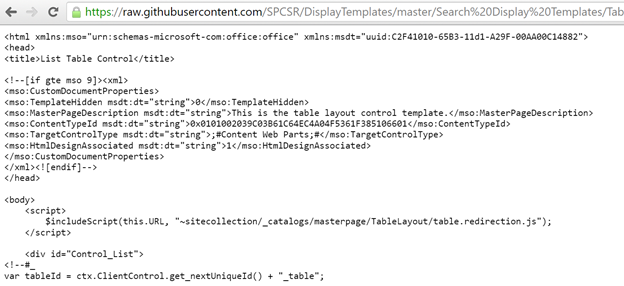 https://raw.githubusercontent.com/SPCSR/DisplayTemplates/master/Search%20Display%20Templates/Tab
<html xmlns:mso="urn:schemas-microsoft-com:office:office" xmlns:msdt="uuid:C2F41010-65B3-11d1-A29F-00AA00C14882">
<head>
<title>List Table Control</title>
<!--[if gte mso 9]><xml>
<mso:CustomDocumentProperties>
<mso:TemplateHidden msdt:dt="string">0</mso:TemplateHidden>
<mso:MasterPageDescription msdt:dt="string">This is the table layout control template.</mso:MasterPageDescription>
<mso:ContentTypeId msdt:dt="string">0x0101002039C03B61C64EC4A04F5361F385106601</mso:ContentTypeId>
<mso:TargetControlType msdt:dt="string">;#Content Web Parts;#</mso:TargetControlType>
<mso:HtmlDesignAssociated msdt:dt="string">1</mso:HtmlDesignAssociated>
</mso:CustomDocumentProperties>
</xml><![endif]-->
</head>
<body>
<script>
$includeScript(this.URL, "~sitecollection/_catalogs/masterpage/TableLayout/table.redirection.js");
</script>
<div id="Control_List">
<!--#_
var tableId = ctx.ClientControl.get_nextUniqueId() + "_table";